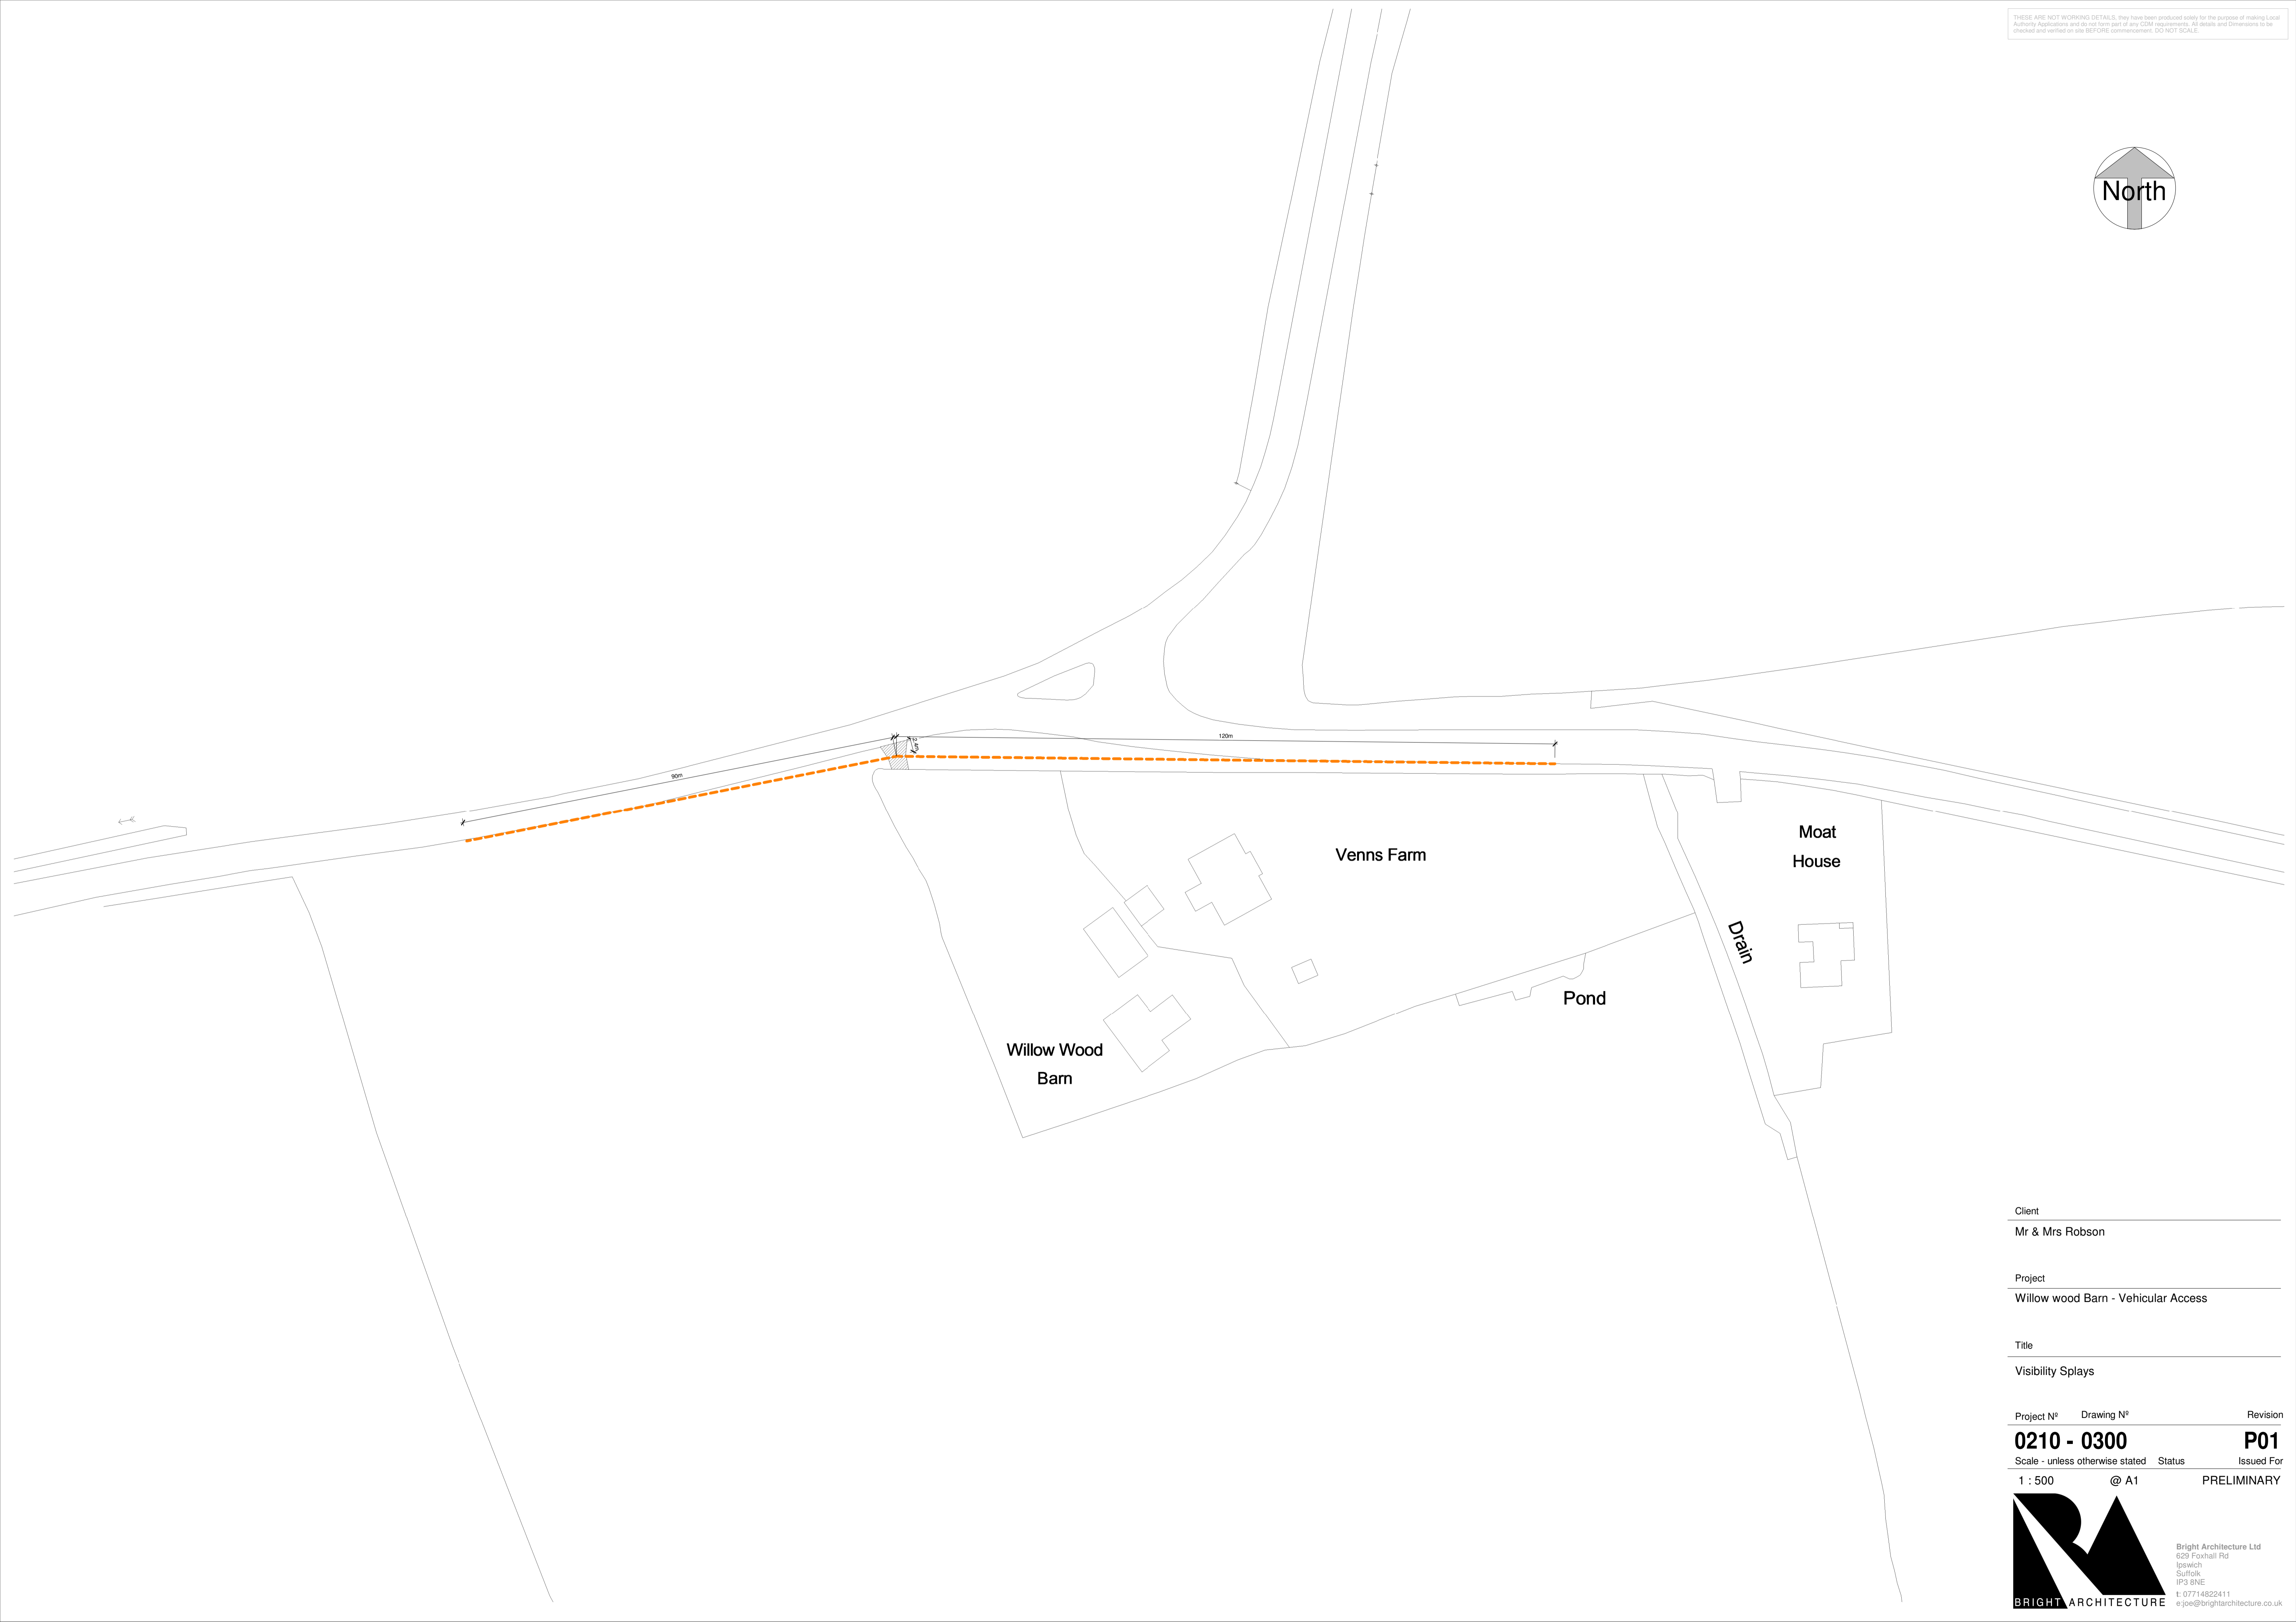 THESE ARE NOT WORKING DETAILS, they have been produced solely for the purpose of making Local
Authority Applications and do not form part of any CDM requirements. All details and Dimensions to be
checked and verified on site BEFORE commencement. DO NOT SCALE.
North
120m
2.4m
90m
Moat
House
Venns Farm
Drain
Pond
Willow Wood
Barn
Client
Mr & Mrs Robson
Project
Willow wood Barn - Vehicular Access
Title
Visibility Splays
Project Nº Drawing Nº Revision
0210 - 0300 P01
Scale - unless otherwise stated Status Issued For
1 : 500 @ A1 PRELIMINARY
BRIGHT ARCHITECTURE
Bright Architecture Ltd
629 Foxhall Rd
Ipswich
Suffolk
IP3 8NE
t: 07714822411
e:joe@brightarchitecture.co.uk